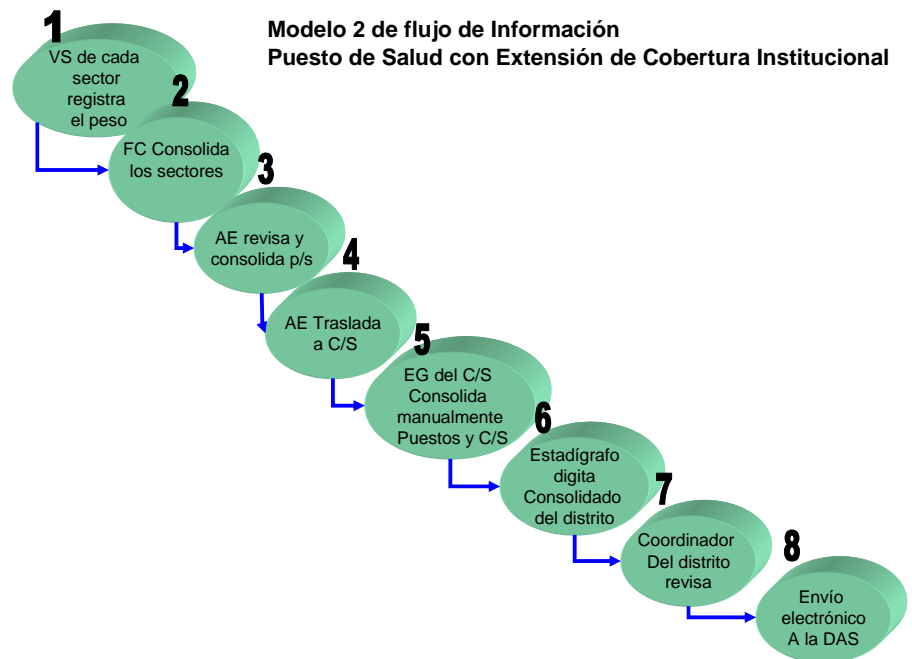 Modelo 2 de flujo de Información
Puesto de Salud con Extensión de Cobertura Institucional
1
VS de cada
sector
registra
el peso
2
FC Consolida
los sectores
3
AE revisa y
consolida p/s
4
AE Traslada
a C/S
5
EG del C/S
Consolida
manualmente
Puestos y C/S
6
Estadígrafo
digita
Consolidado
del distrito
7
Coordinador
Del distrito
revisa
8
Envío
electrónico
A la DAS